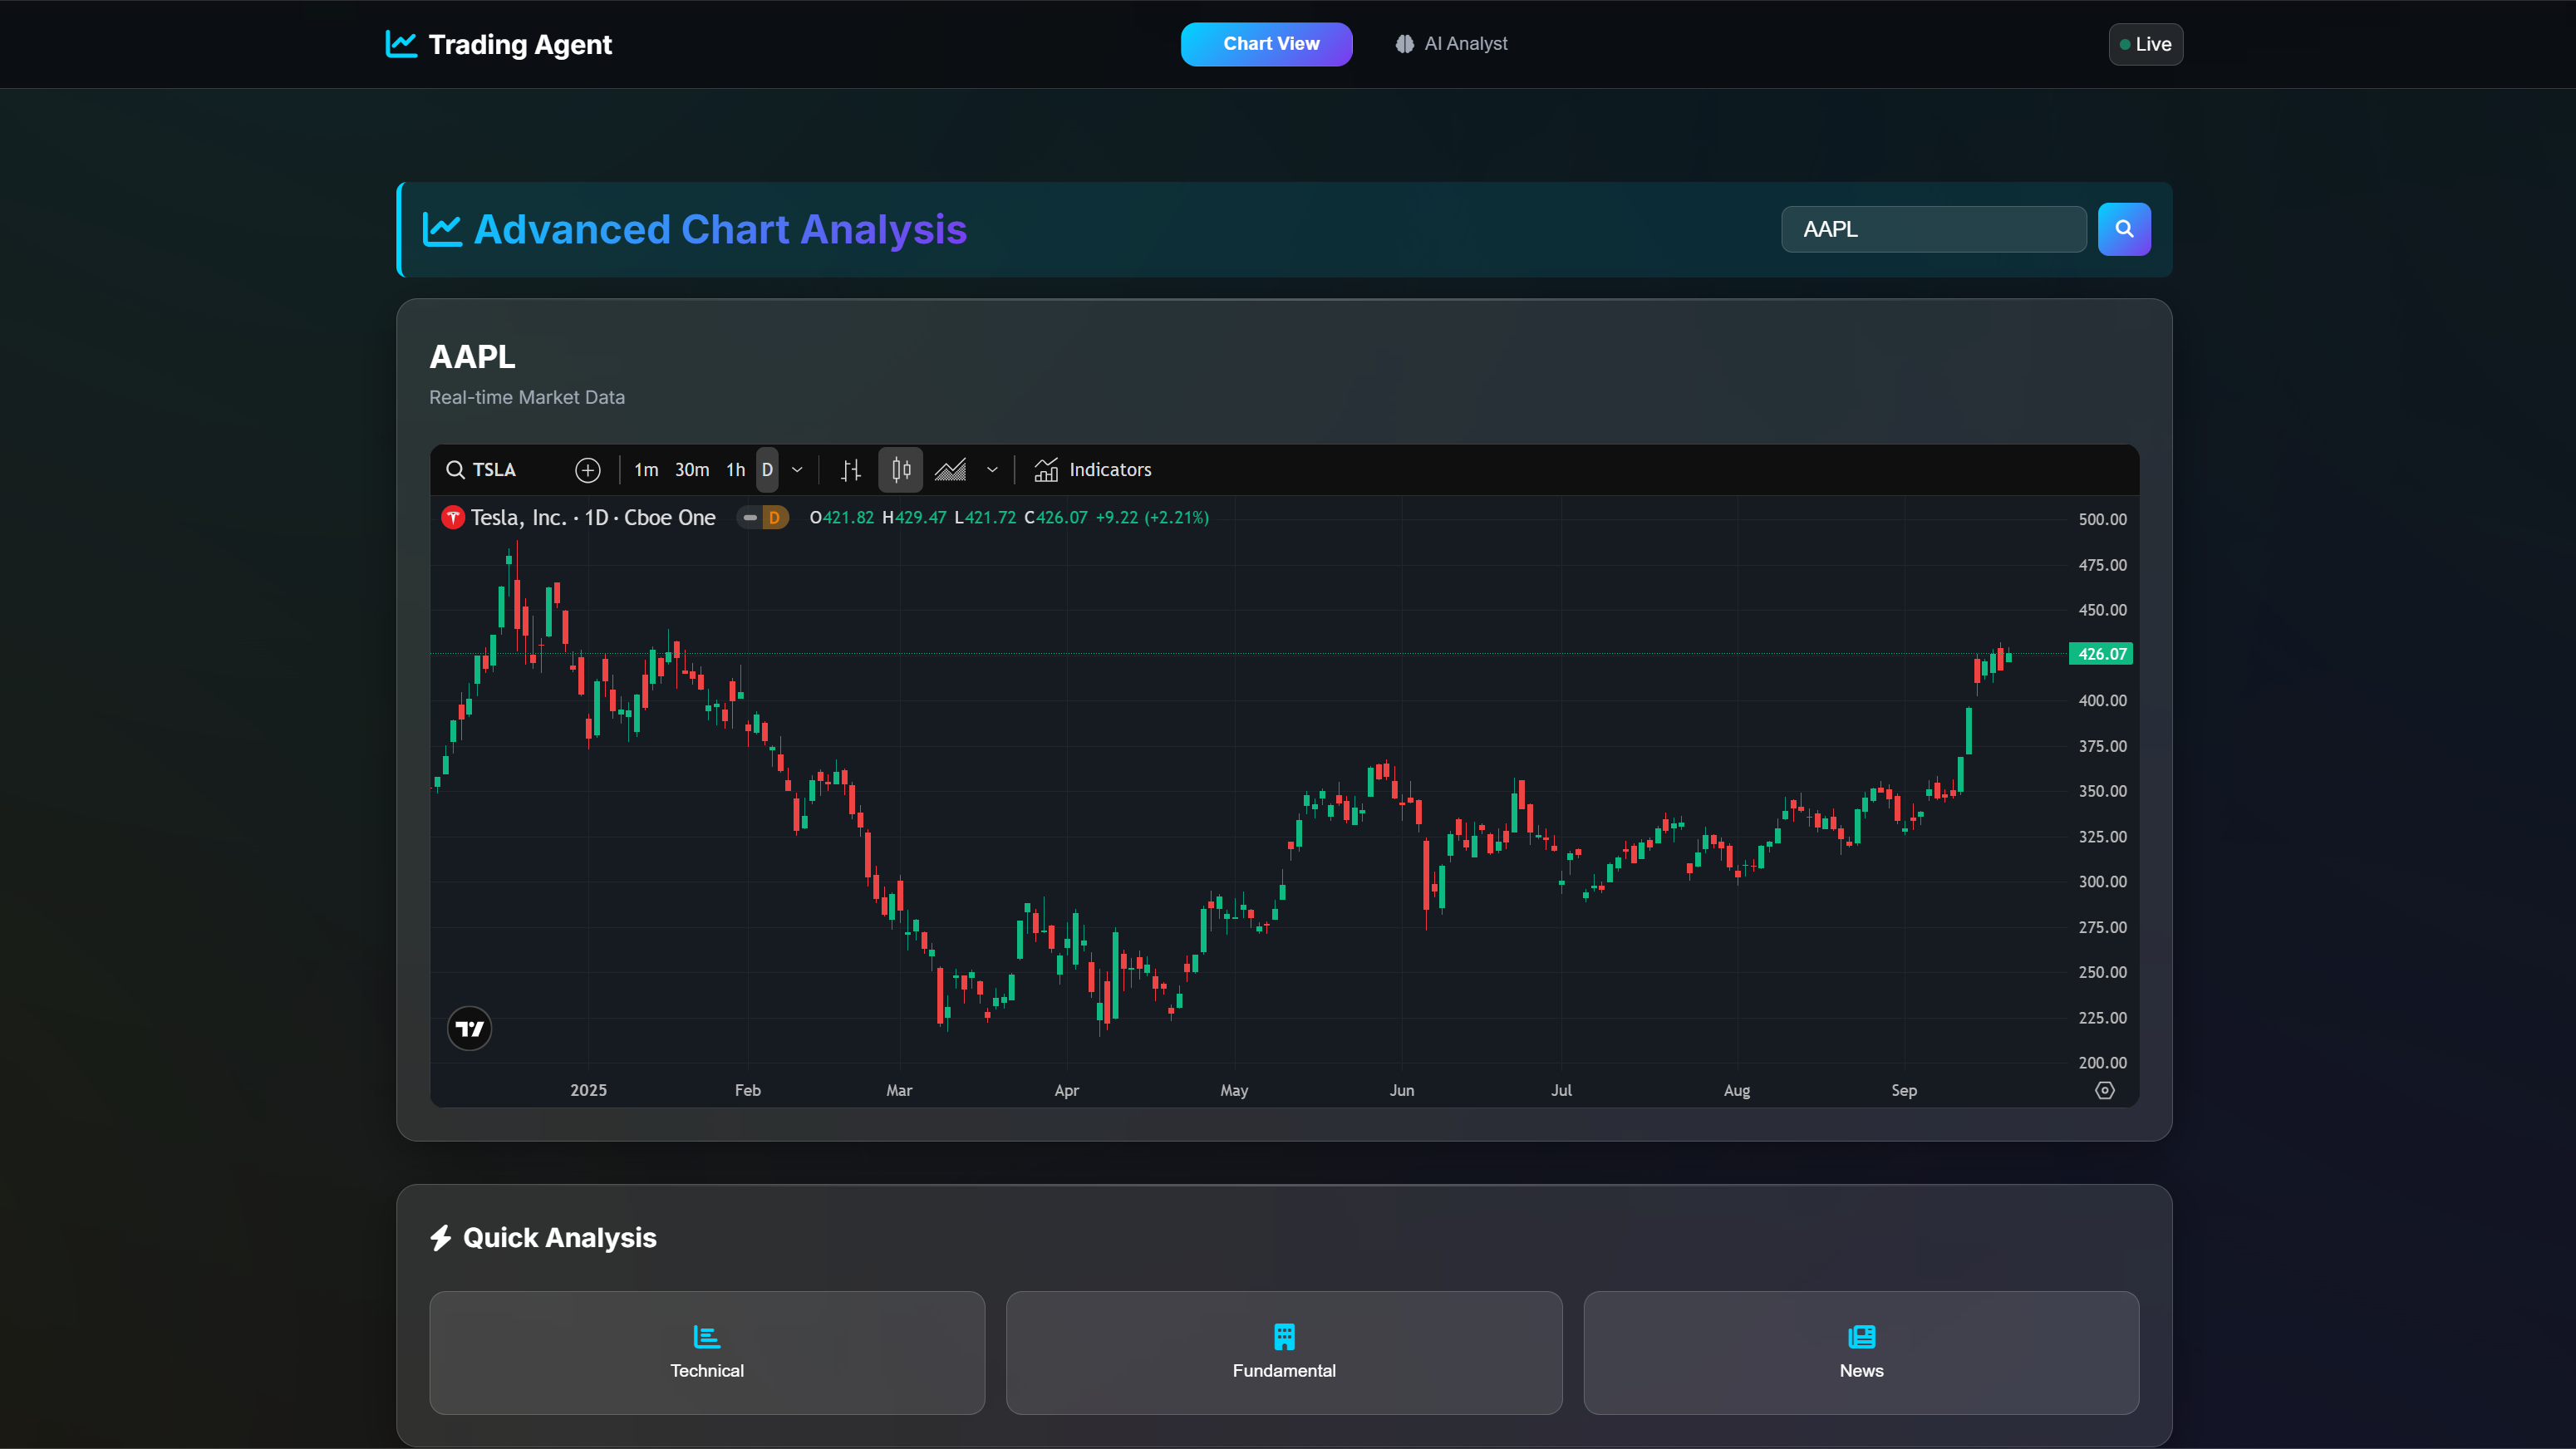 Trading Agent
Chart View
AI Analyst
Live
Advanced Chart Analysis
AAPL
AAPL
Real-time Market Data
TSLA
1m 30m 1h D
Indicators
Tesla, Inc. · 1D · Cboe One
D
O421.82 H429.47 L421.72 C426.07 +9.22 (+2.21%)
500.00
475.00
450.00
426.07
400.00
375.00
350.00
325.00
300.00
275.00
250.00
225.00
200.00
2025 Feb Mar Apr May Jun Jul Aug Sep
Quick Analysis
Technical
Fundamental
News